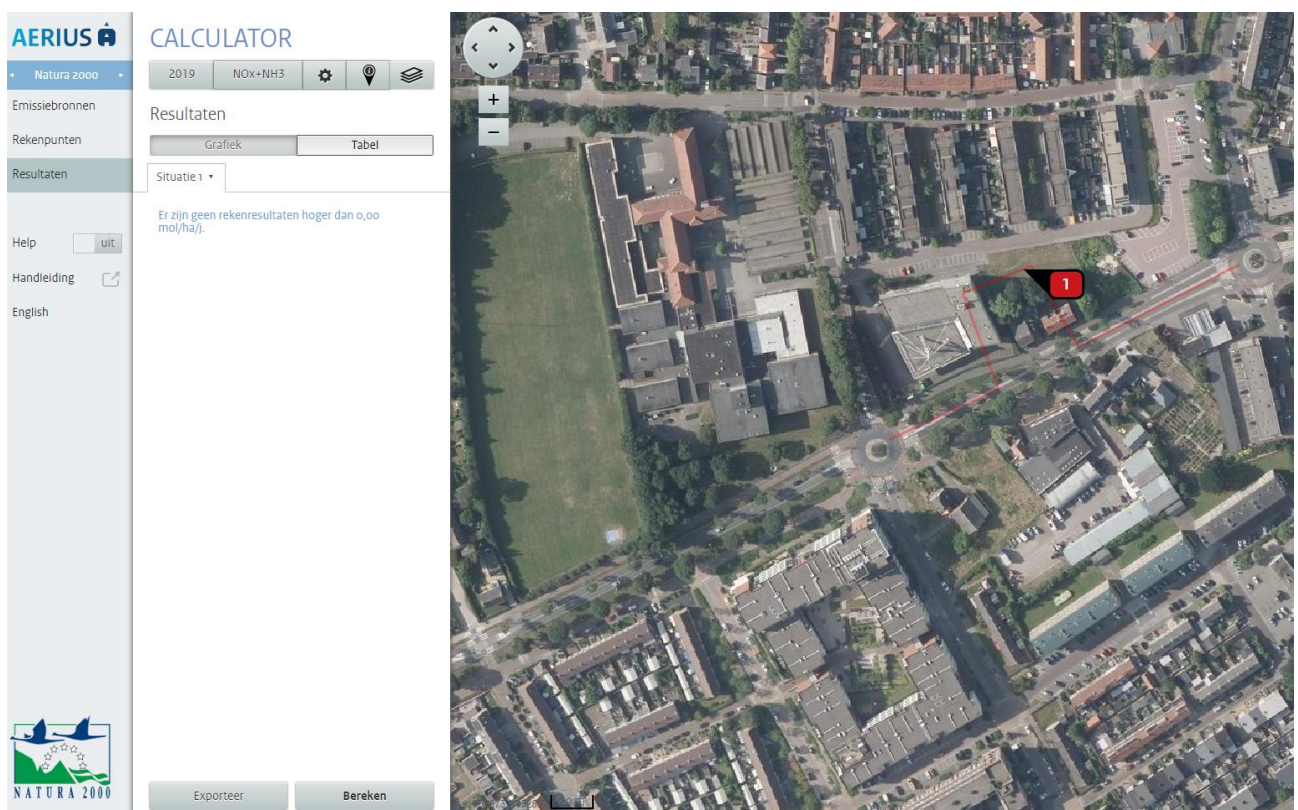 AERIUS
Natura 2000
Emissiebronnen
Rekenpunten
Resultaten
Help
uit
Handleiding
English
NATURA 2000
CALCULATOR
2019
NOx+NH3
Resultaten
Grafiek
Tabel
Situatie 1
Er zijn geen rekenresultaten hoger dan 0,00
mol/ha/j.
Exporteer
Bereken
+
−
1